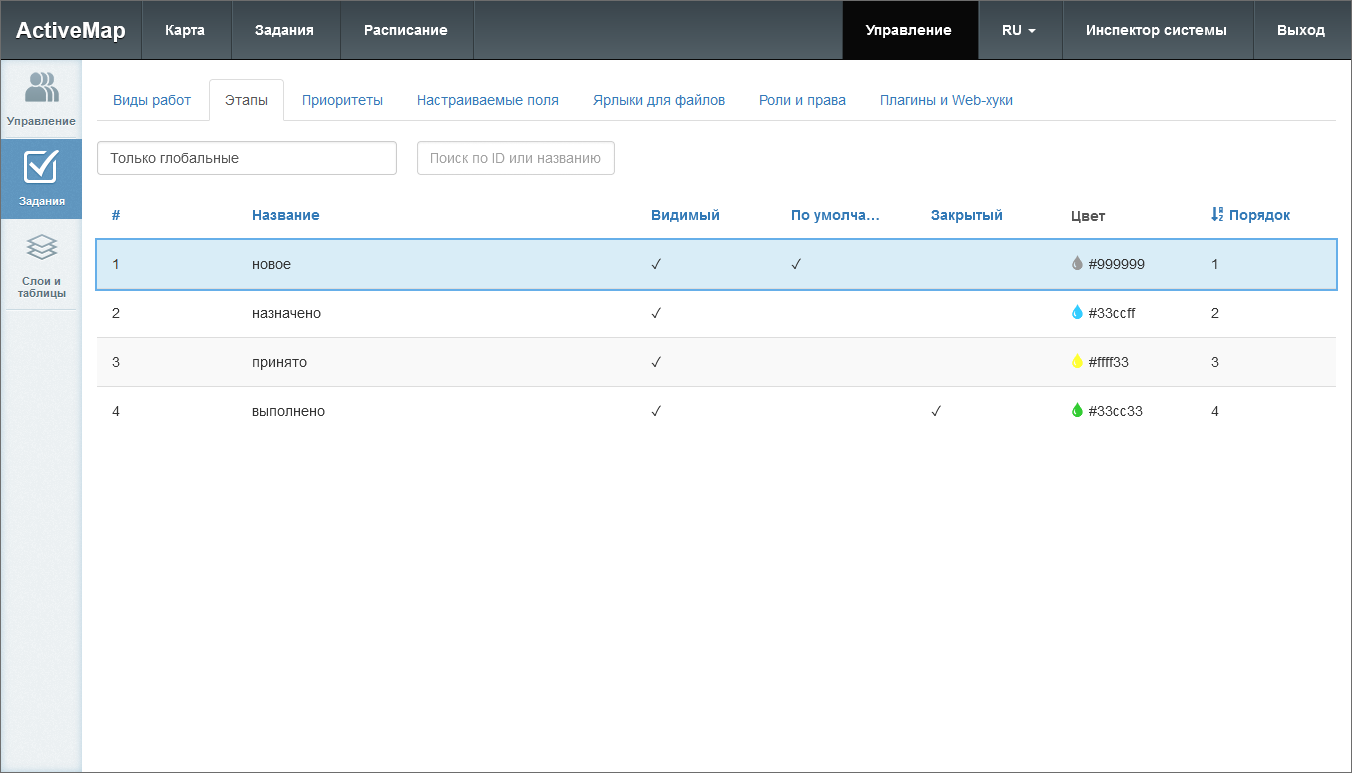 ActiveMap Карта Задания Расписание Управление RU Инспектор системы Выход
Управление
Задания
Слои и
таблицы
Виды работ Этапы Приоритеты Настраиваемые поля Ярлыки для файлов Роли и права Плагины и Web-хуки
Только глобальные Поиск по ID или названию
# Название Видимый По умолча... Закрытый Цвет Порядок
1 новое ✓ ✓ #999999 1
2 назначено ✓ #33ccff 2
3 принято ✓ #ffff33 3
4 выполнено ✓ ✓ #33cc33 4